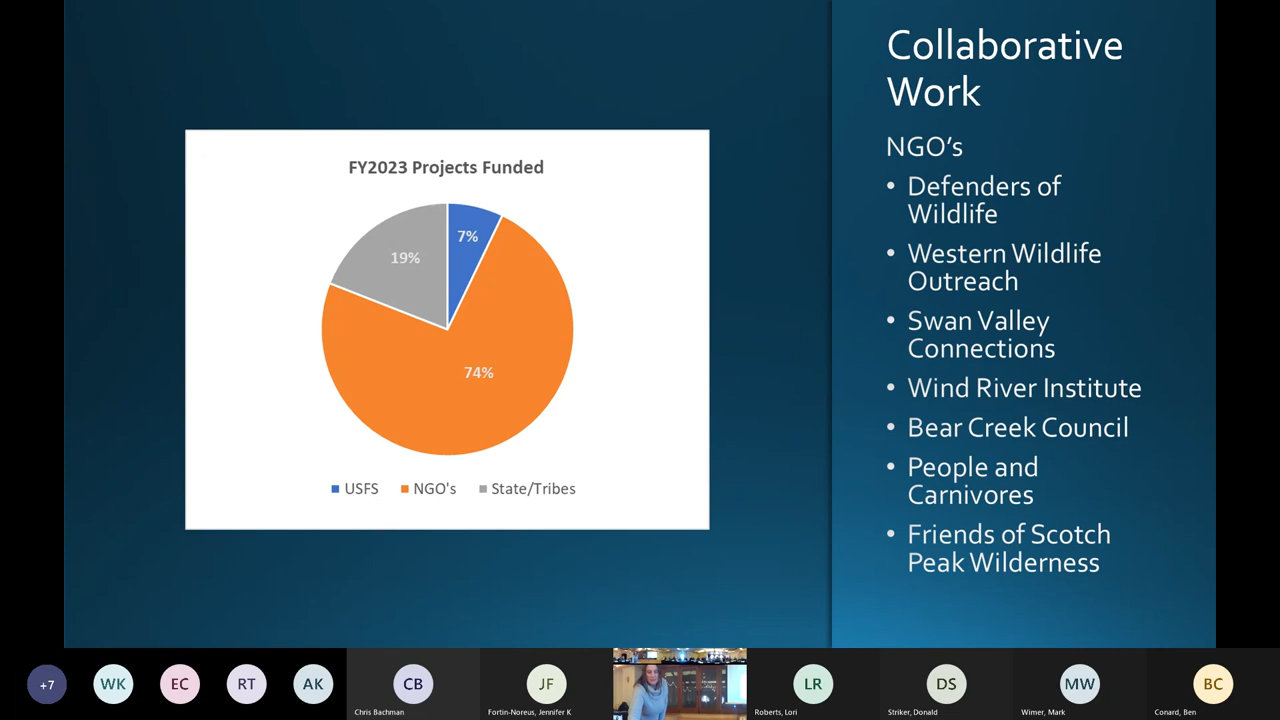 Collaborative
Work
NGO's
• Defenders of
Wildlife
• Western Wildlife
Outreach
• Swan Valley
Connections
• Wind River Institute
• Bear Creek Council
• People and
Carnivores
• Friends of Scotch
Peak Wilderness
FY2023 Projects Funded
7%
19%
74%
USFS NGO's State/Tribes
+7 WK EC RT AK CB JF LR DS MW BC
Chris Bachman Fortin-Noreus, Jennifer K Roberts, Lori Striker, Donald Wimer, Mark Conard, Ben